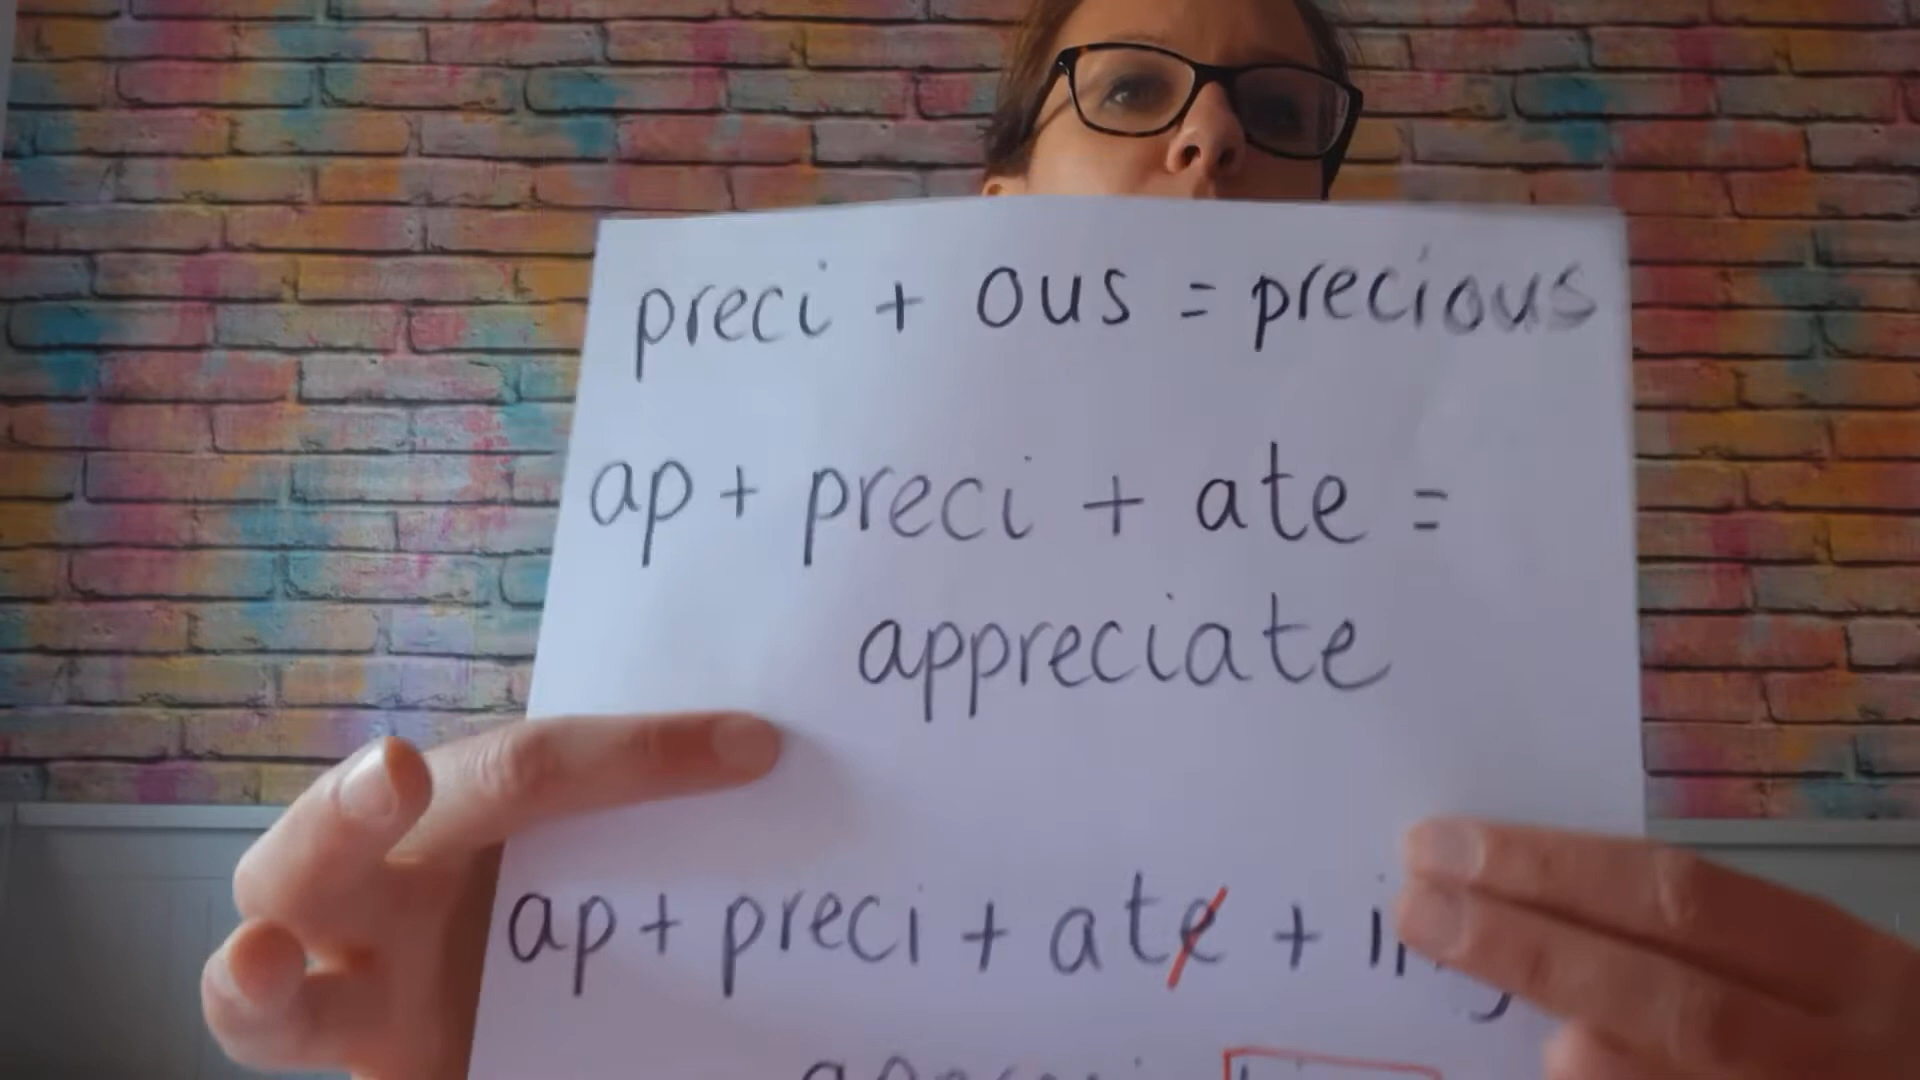 preci + ous = precious
ap + preci + ate =
appreciate
ap + preci + ate +